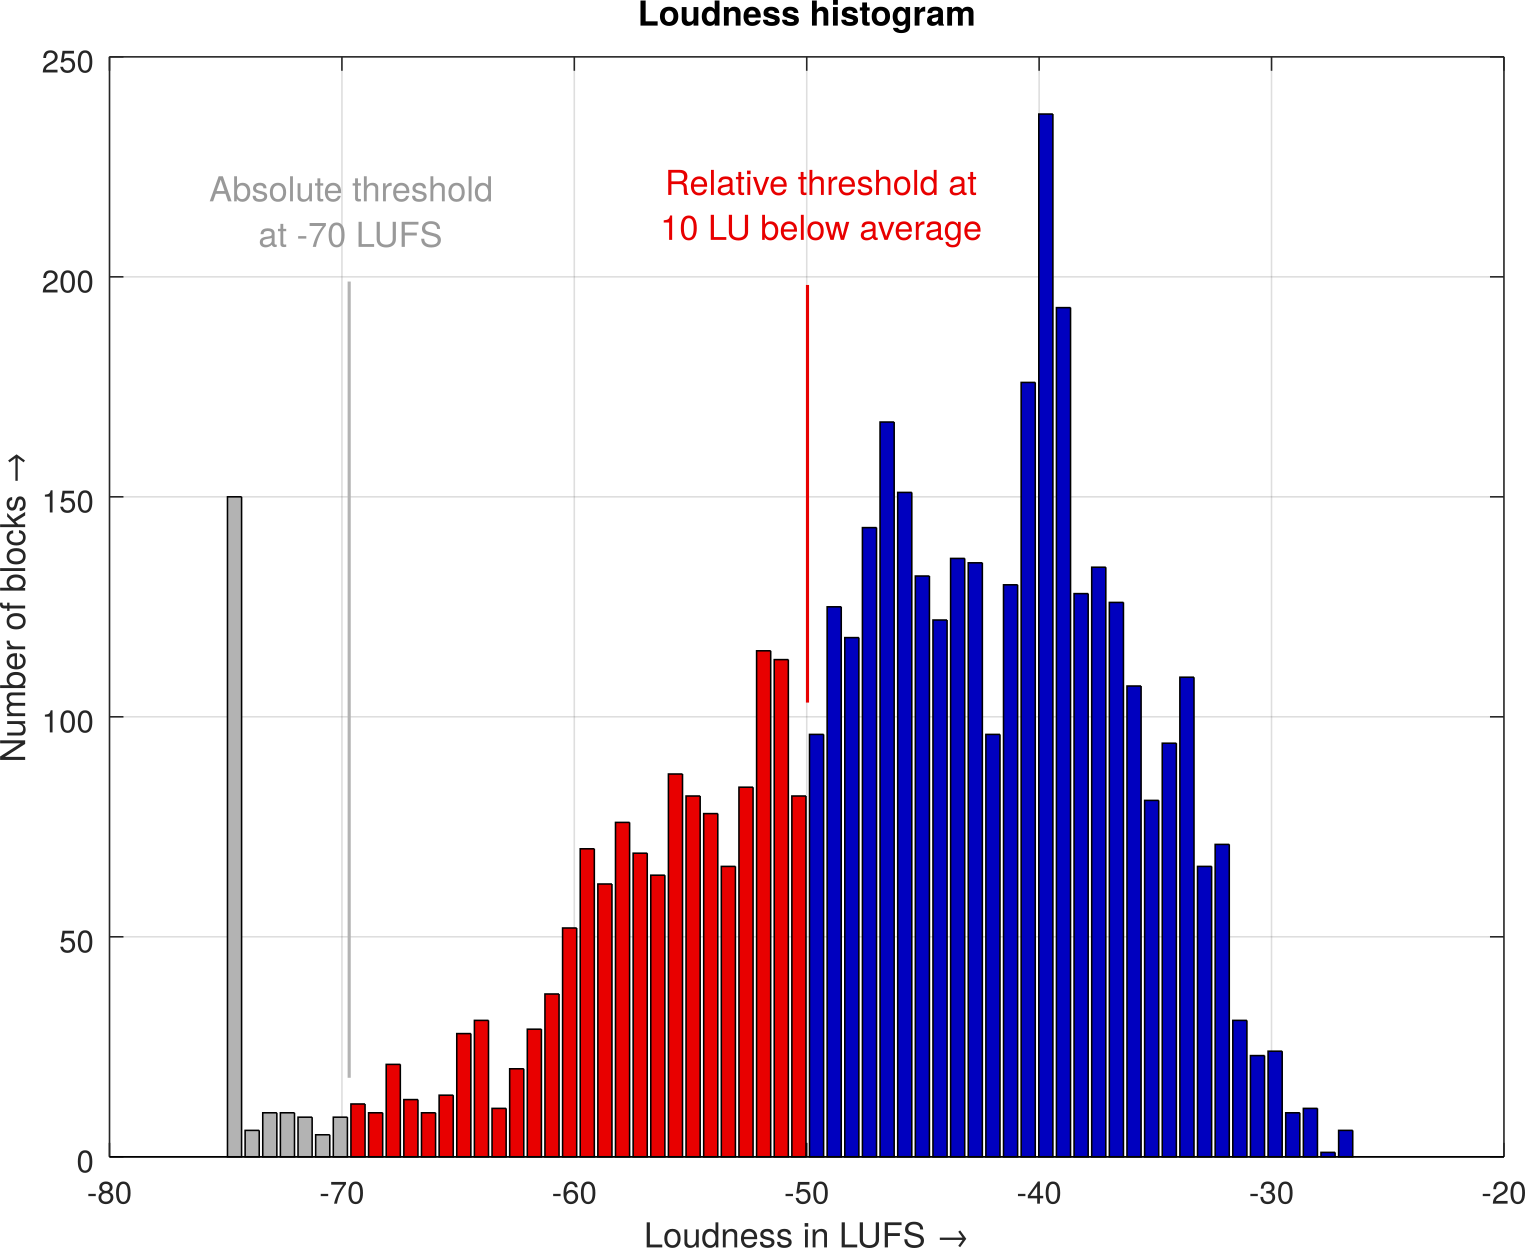 Loudness histogram
250
200
150
100
50
0
Number of blocks →
Absolute threshold
at -70 LUFS
Relative threshold at
10 LU below average
-80 -70 -60 -50 -40 -30 -20
Loudness in LUFS →